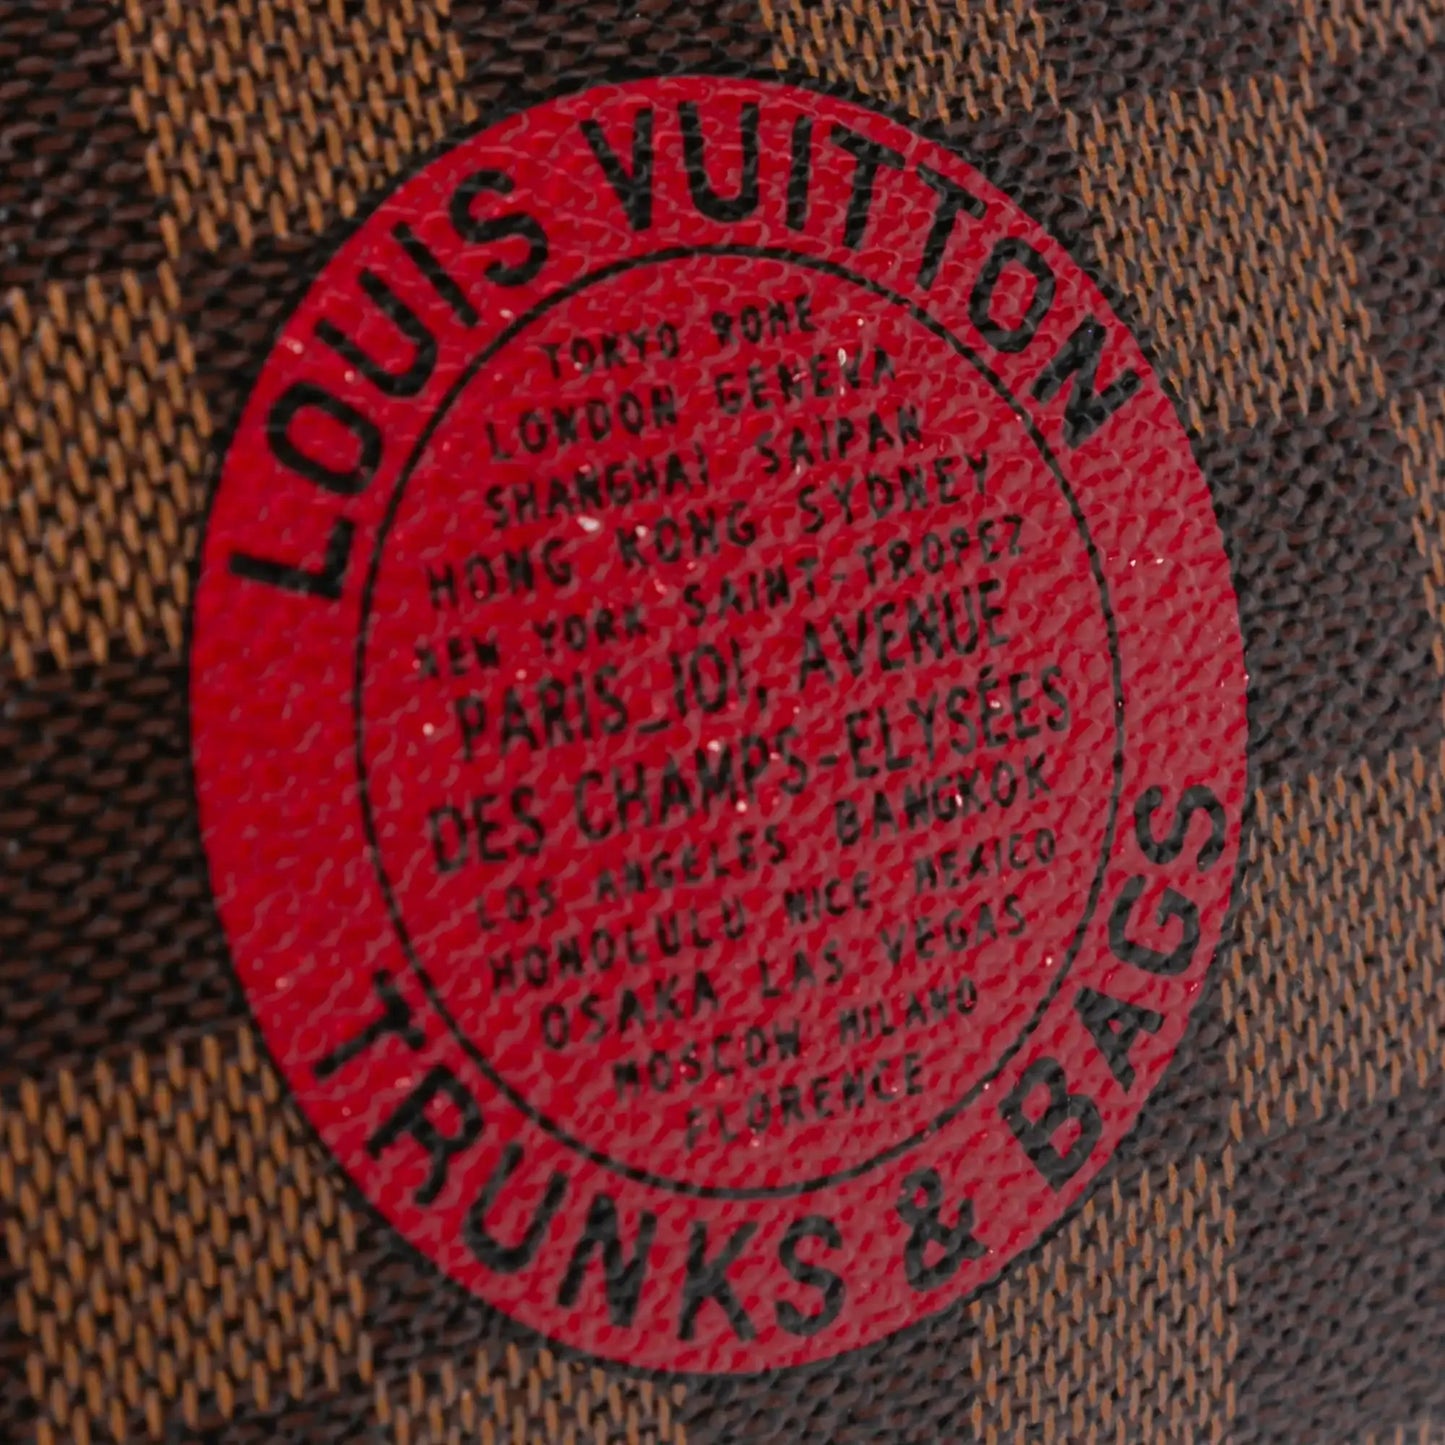 LOUIS VUITTON
TOKYO ROME
LONDON GENEVA
SHANGHAI SAIPAN
HONG KONG SYDNEY
NEW YORK SAINT-TROPEZ
PARIS_101, AVENUE
DES CHAMPS-ELYSÉES
LOS ANGELES BANGKOK
HONOLULU NICE MEXICO
OSAKA LAS VEGAS
MOSCOW MILANO
FLORENCE
TRUNKS & BAGS